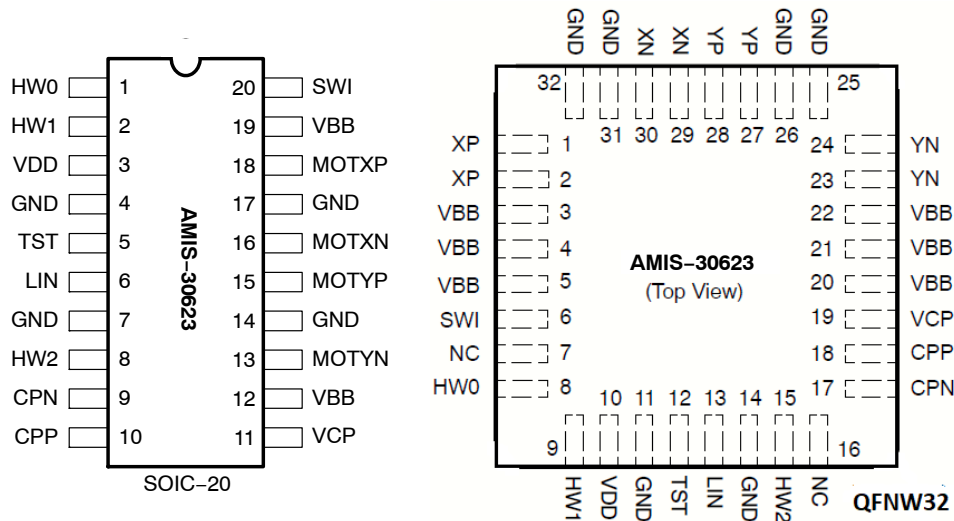 HW0 1 20 SWI
HW1 2 19 VBB
VDD 3 18 MOTXP
GND 4 17 GND
TST 5 16 MOTXN
LIN 6 15 MOTYP
GND 7 14 GND
HW2 8 13 MOTYN
CPN 9 12 VBB
CPP 10 11 VCP
AMIS–30623
SOIC–20
GND GND XN XN YP YP GND GND
32 31 30 29 28 27 26 25
XP 1 24 YN
XP 2 23 YN
VBB 3 22 VBB
VBB 4 21 VBB
VBB 5 20 VBB
SWI 6 19 VCP
NC 7 18 CPP
HW0 8 17 CPN
AMIS–30623
(Top View)
9 10 11 12 13 14 15 16
HW1 VDD GND TST LIN GND HW2 NC
QFNW32